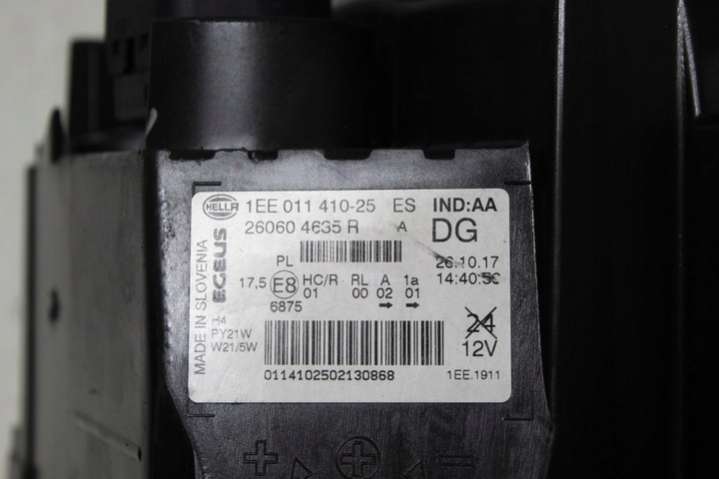 HELLA 1EE 011 410-25 ES IND:AA
26060 4635 R A DG
PL 26.10.17
17,5 E8 HC/R RL A 1a 14:40:50
01 00 02 01
6875 → →
MADE IN SLOVENIA
EGEUS
H4
PY21W
W21/5W
24
12V
0114102502130868
1EE.1911